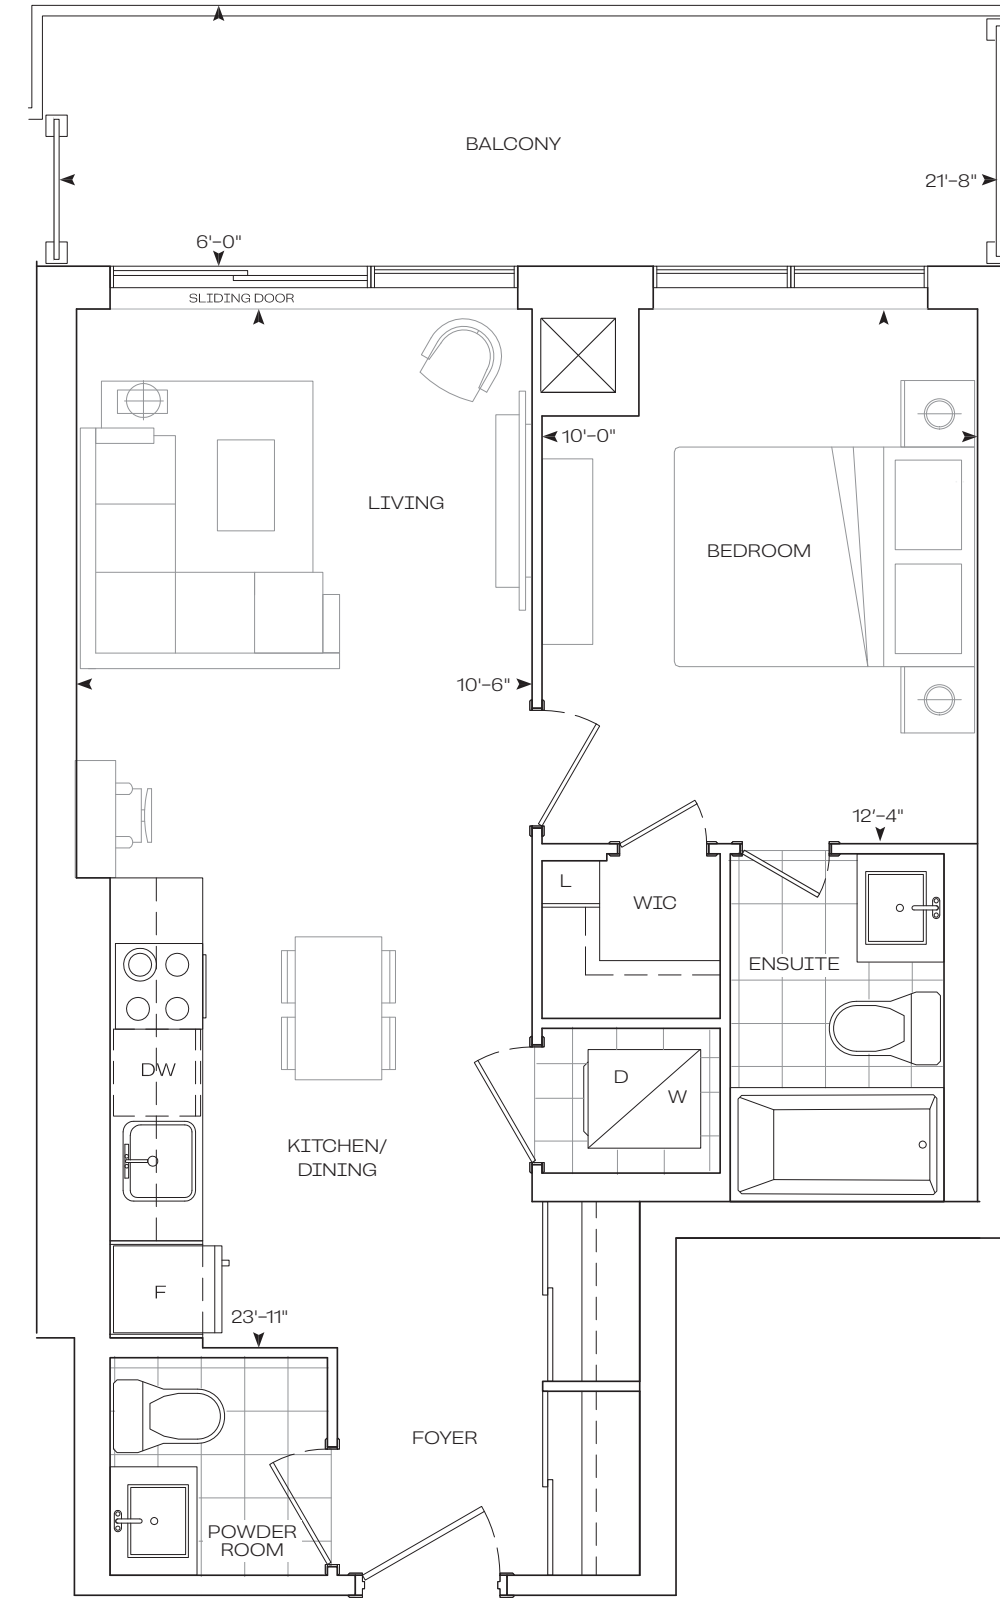 BALCONY
21'-8"
6'-0"
SLIDING DOOR
10'-0"
LIVING
BEDROOM
10'-6"
12'-4"
L
WIC
ENSUITE
DW
D
W
KITCHEN/
DINING
F
23'-11"
FOYER
POWDER
ROOM